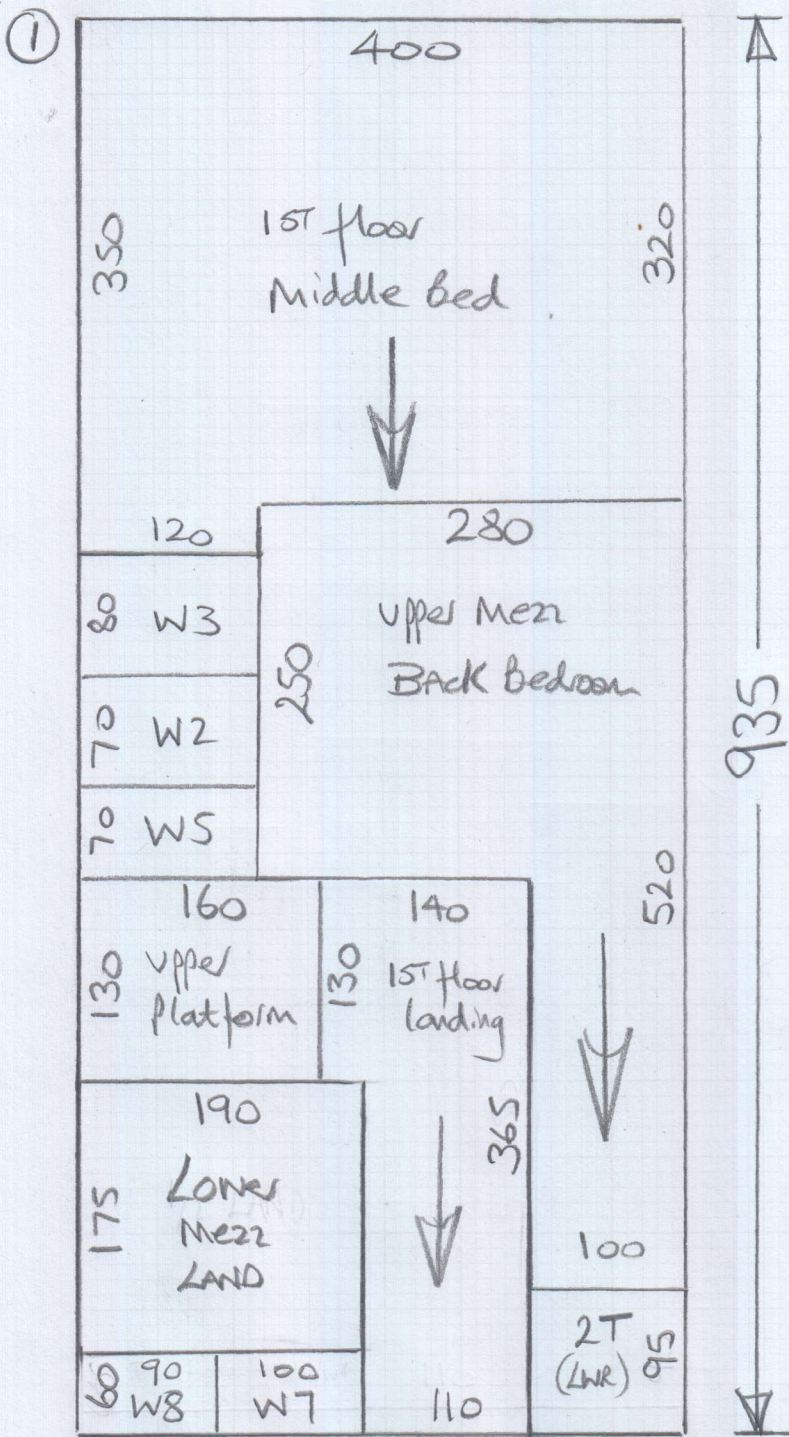 1
400
350
1ST floor
Middle Bed
320
120
280
80 W3
upper Mezz
BACK Bedroom
250
70 W2
935
70 W5
160
140
520
130
upper
Platform
130
1ST floor
landing
190
365
175
Lower
Mezz
LAND
100
2T
(LWR)
95
60
90
W8
100
W7
110